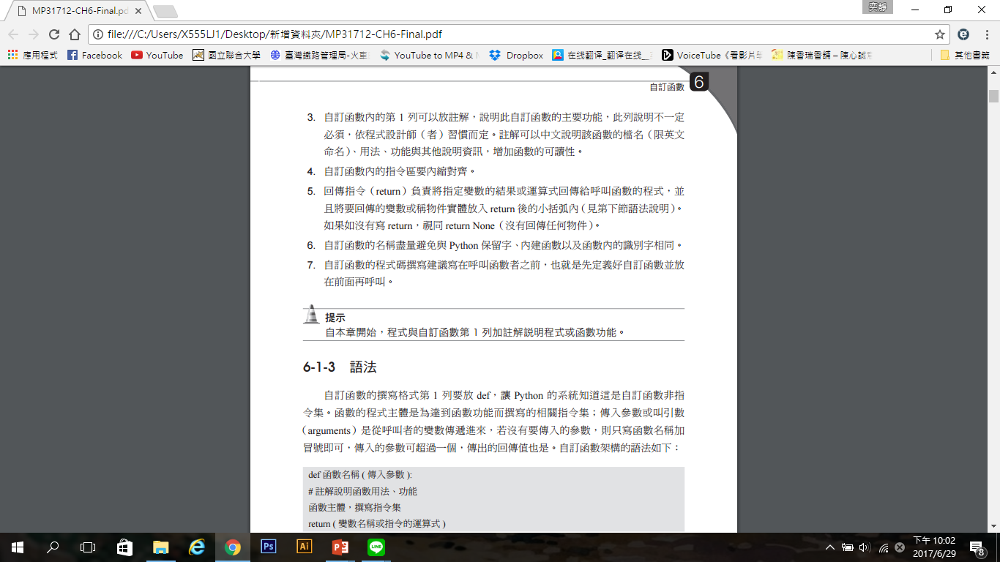 MP31712-CH6-Final.pd
奕靜
file:///C:/Users/X555LJ1/Desktop/新增資料夾/MP31712-CH6-Final.pdf
應用程式 Facebook YouTube 國立聯合大學 臺灣鐵路管理局-火車 YouTube to MP4 & Dropbox 在线翻译_翻译在线_ VoiceTube《看影片學 陳香瑞香舖 – 陳心誠 其他書籤
自訂函數 6
3. 自訂函數內的第 1 列可以放註解，說明此自訂函數的主要功能，此列說明不一定
必須，依程式設計師（者）習慣而定。註解可以中文說明該函數的檔名（限英文
命名）、用法、功能與其他說明資訊，增加函數的可讀性。
4. 自訂函數內的指令區要內縮對齊。
5. 回傳指令（return）負責將指定變數的結果或運算式回傳給呼叫函數的程式，並
且將要回傳的變數或稱物件實體放入 return 後的小括弧內（見第下節語法說明）。
如果如沒有寫 return，視同 return None（沒有回傳任何物件）。
6. 自訂函數的名稱盡量避免與 Python 保留字、內建函數以及函數內的識別字相同。
7. 自訂函數的程式碼撰寫建議寫在呼叫函數者之前，也就是先定義好自訂函數並放
在前面再呼叫。
提示
自本章開始，程式與自訂函數第 1 列加註解說明程式或函數功能。
6-1-3 語法
自訂函數的撰寫格式第 1 列要放 def，讓 Python 的系統知道這是自訂函數非指
令集。函數的程式主體是為達到函數功能而撰寫的相關指令集；傳入參數或叫引數
（arguments）是從呼叫者的變數傳遞進來，若沒有要傳入的參數，則只寫函數名稱加
冒號即可，傳入的參數可超過一個，傳出的回傳值也是。自訂函數架構的語法如下：
def 函數名稱 ( 傳入參數 ):
# 註解說明函數用法、功能
函數主體，撰寫指令集
return ( 變數名稱或指令的運算式 )
Ps Ai P LINE
下午 10:02
2017/6/29
8